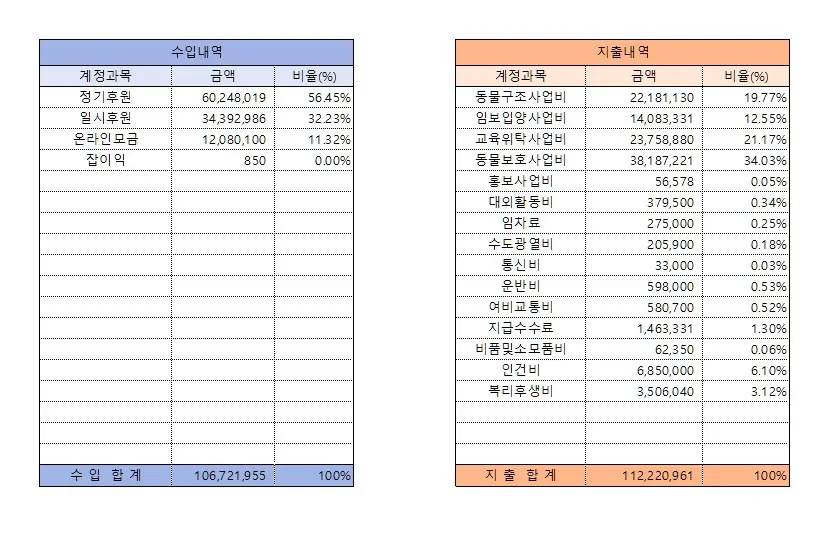 수입내역
계정과목 금액 비율(%)
정기후원 60,248,019 56.45%
일시후원 34,392,986 32.23%
온라인모금 12,080,100 11.32%
잡이익 850 0.00%
수 입 합 계 106,721,955 100%
지출내역
계정과목 금액 비율(%)
동물구조사업비 22,181,130 19.77%
임보입양사업비 14,083,331 12.55%
교육위탁사업비 23,758,880 21.17%
동물보호사업비 38,187,221 34.03%
홍보사업비 56,578 0.05%
대외활동비 379,500 0.34%
임차료 275,000 0.25%
수도광열비 205,900 0.18%
통신비 33,000 0.03%
운반비 598,000 0.53%
여비교통비 580,700 0.52%
지급수수료 1,463,331 1.30%
비품및소모품비 62,350 0.06%
인건비 6,850,000 6.10%
복리후생비 3,506,040 3.12%
지 출 합 계 112,220,961 100%